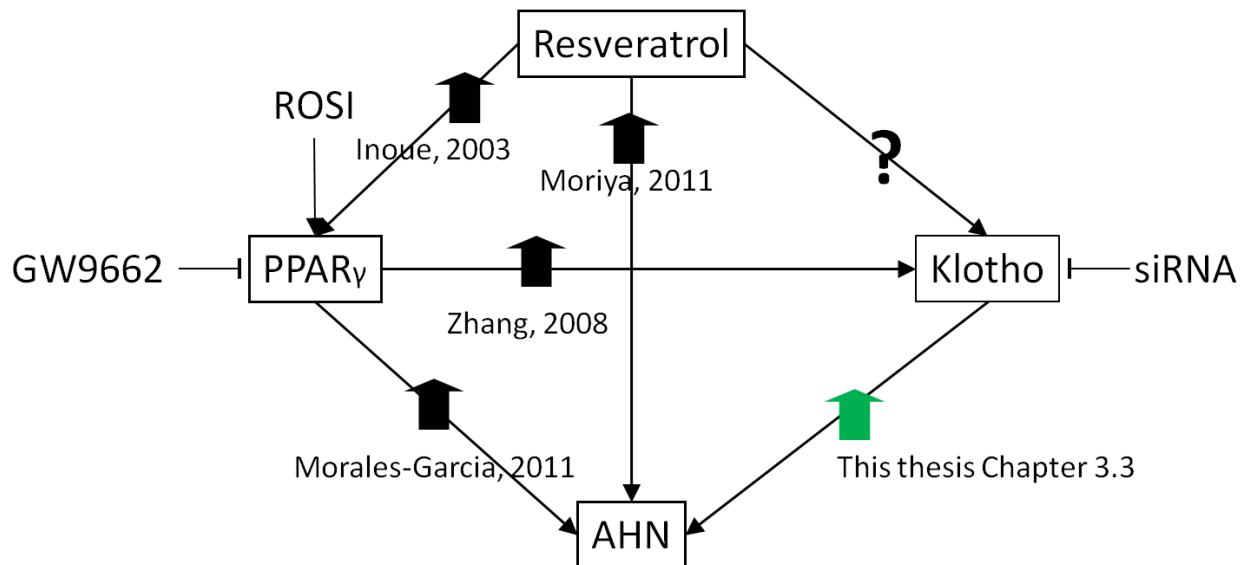 Resveratrol
ROSI
Inoue, 2003
Moriya, 2011
?
GW9662
PPARγ
Klotho
siRNA
Zhang, 2008
Morales-Garcia, 2011
This thesis Chapter 3.3
AHN